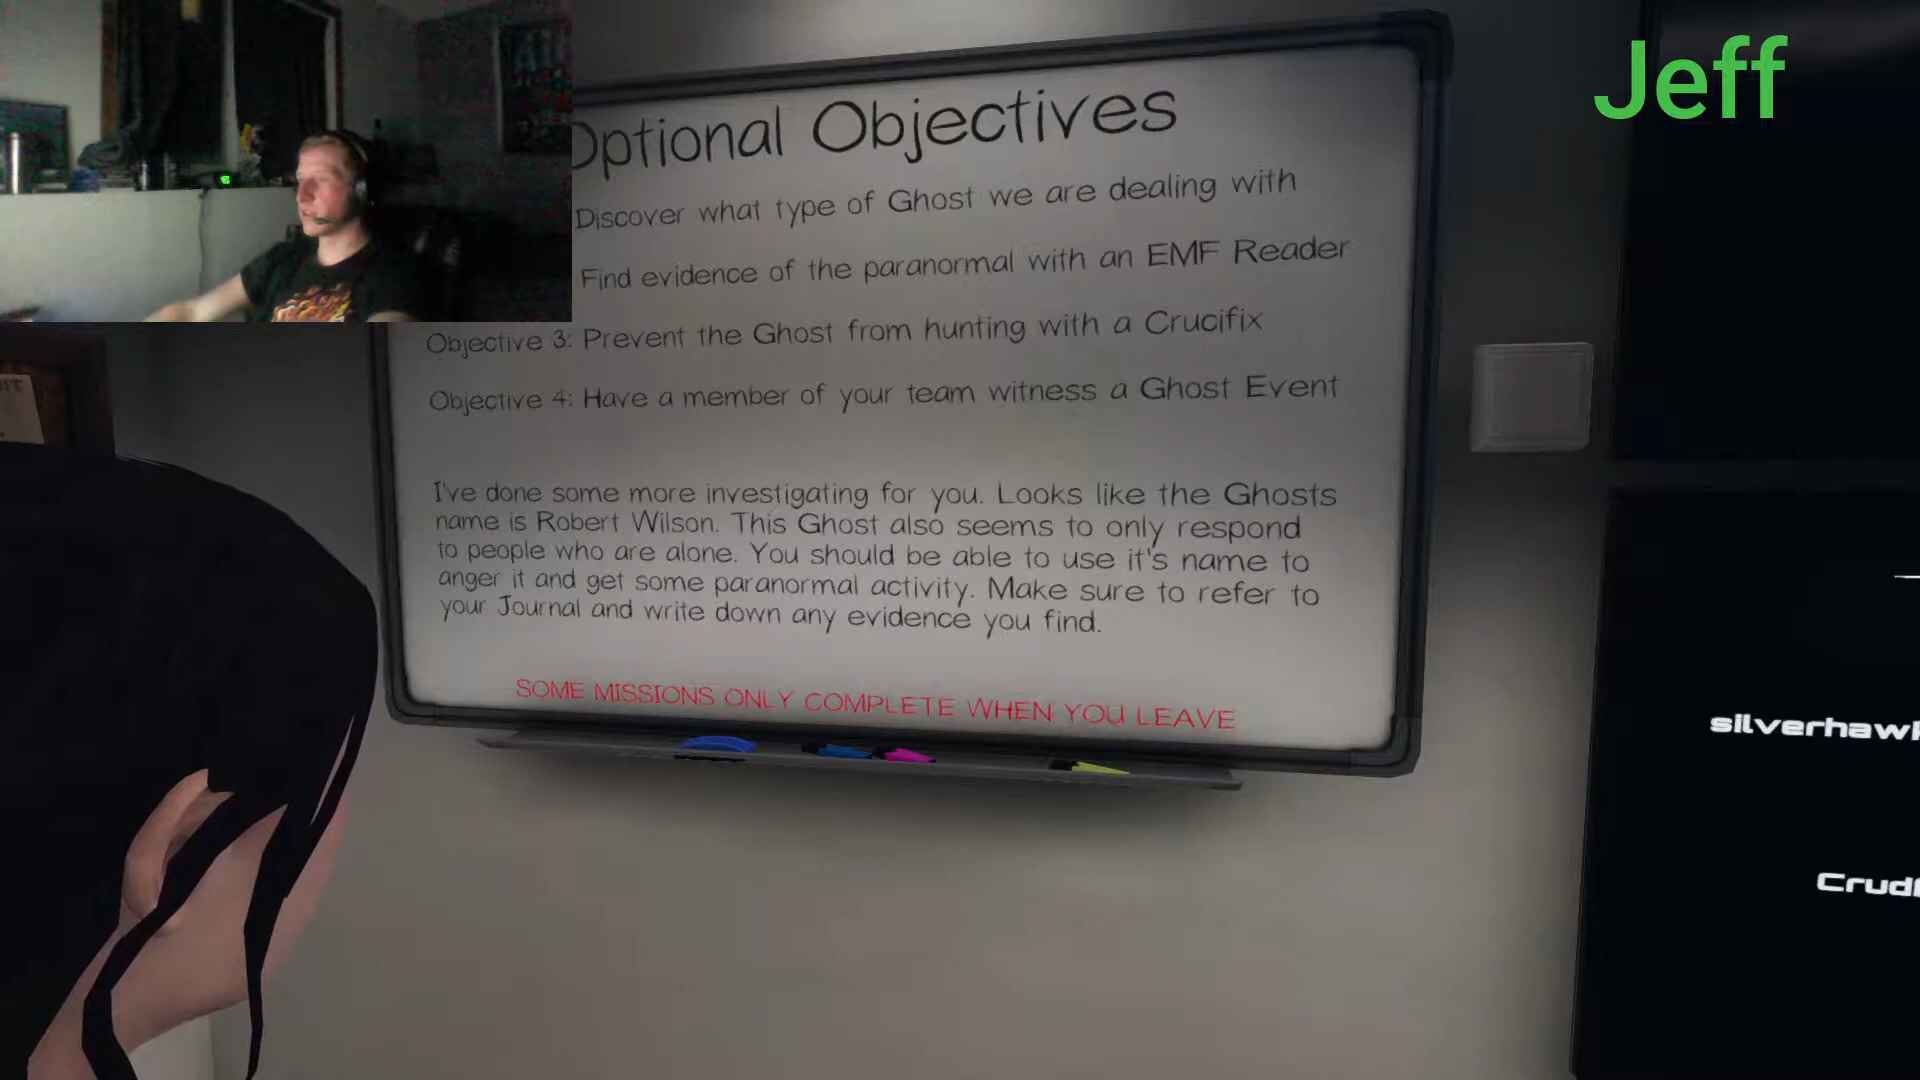 Jeff
Optional Objectives
Discover what type of Ghost we are dealing with
Find evidence of the paranormal with an EMF Reader
Objective 3: Prevent the Ghost from hunting with a Crucifix
Objective 4: Have a member of your team witness a Ghost Event
I've done some more investigating for you. Looks like the Ghosts
name is Robert Wilson. This Ghost also seems to only respond
to people who are alone. You should be able to use it's name to
anger it and get some paranormal activity. Make sure to refer to
your Journal and write down any evidence you find.
SOME MISSIONS ONLY COMPLETE WHEN YOU LEAVE
silverhawk